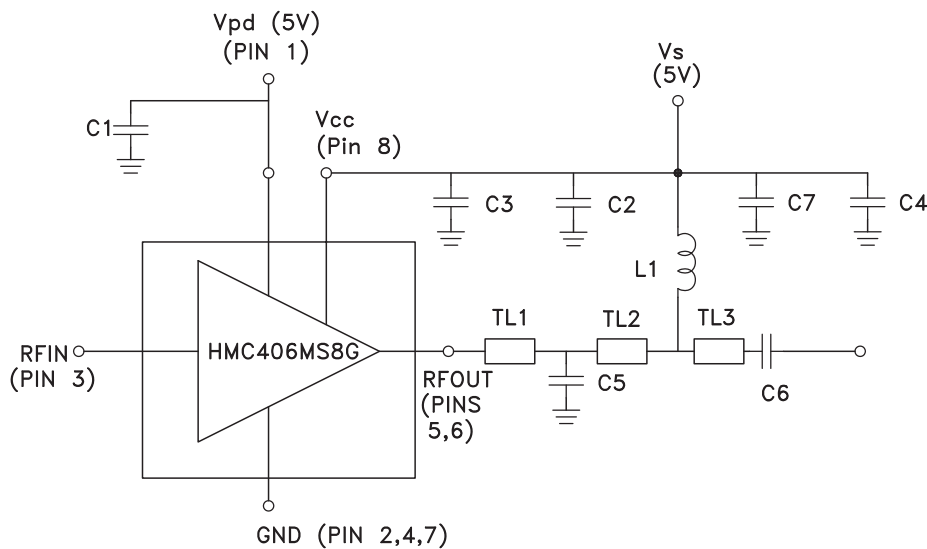 Vpd (5V)
(PIN 1)
Vs
(5V)
C1
Vcc
(Pin 8)
C3
C2
C7
C4
L1
TL1
TL2
TL3
HMC406MS8G
RFIN
(PIN 3)
RFOUT
(PINS
5,6)
C5
C6
GND (PIN 2,4,7)